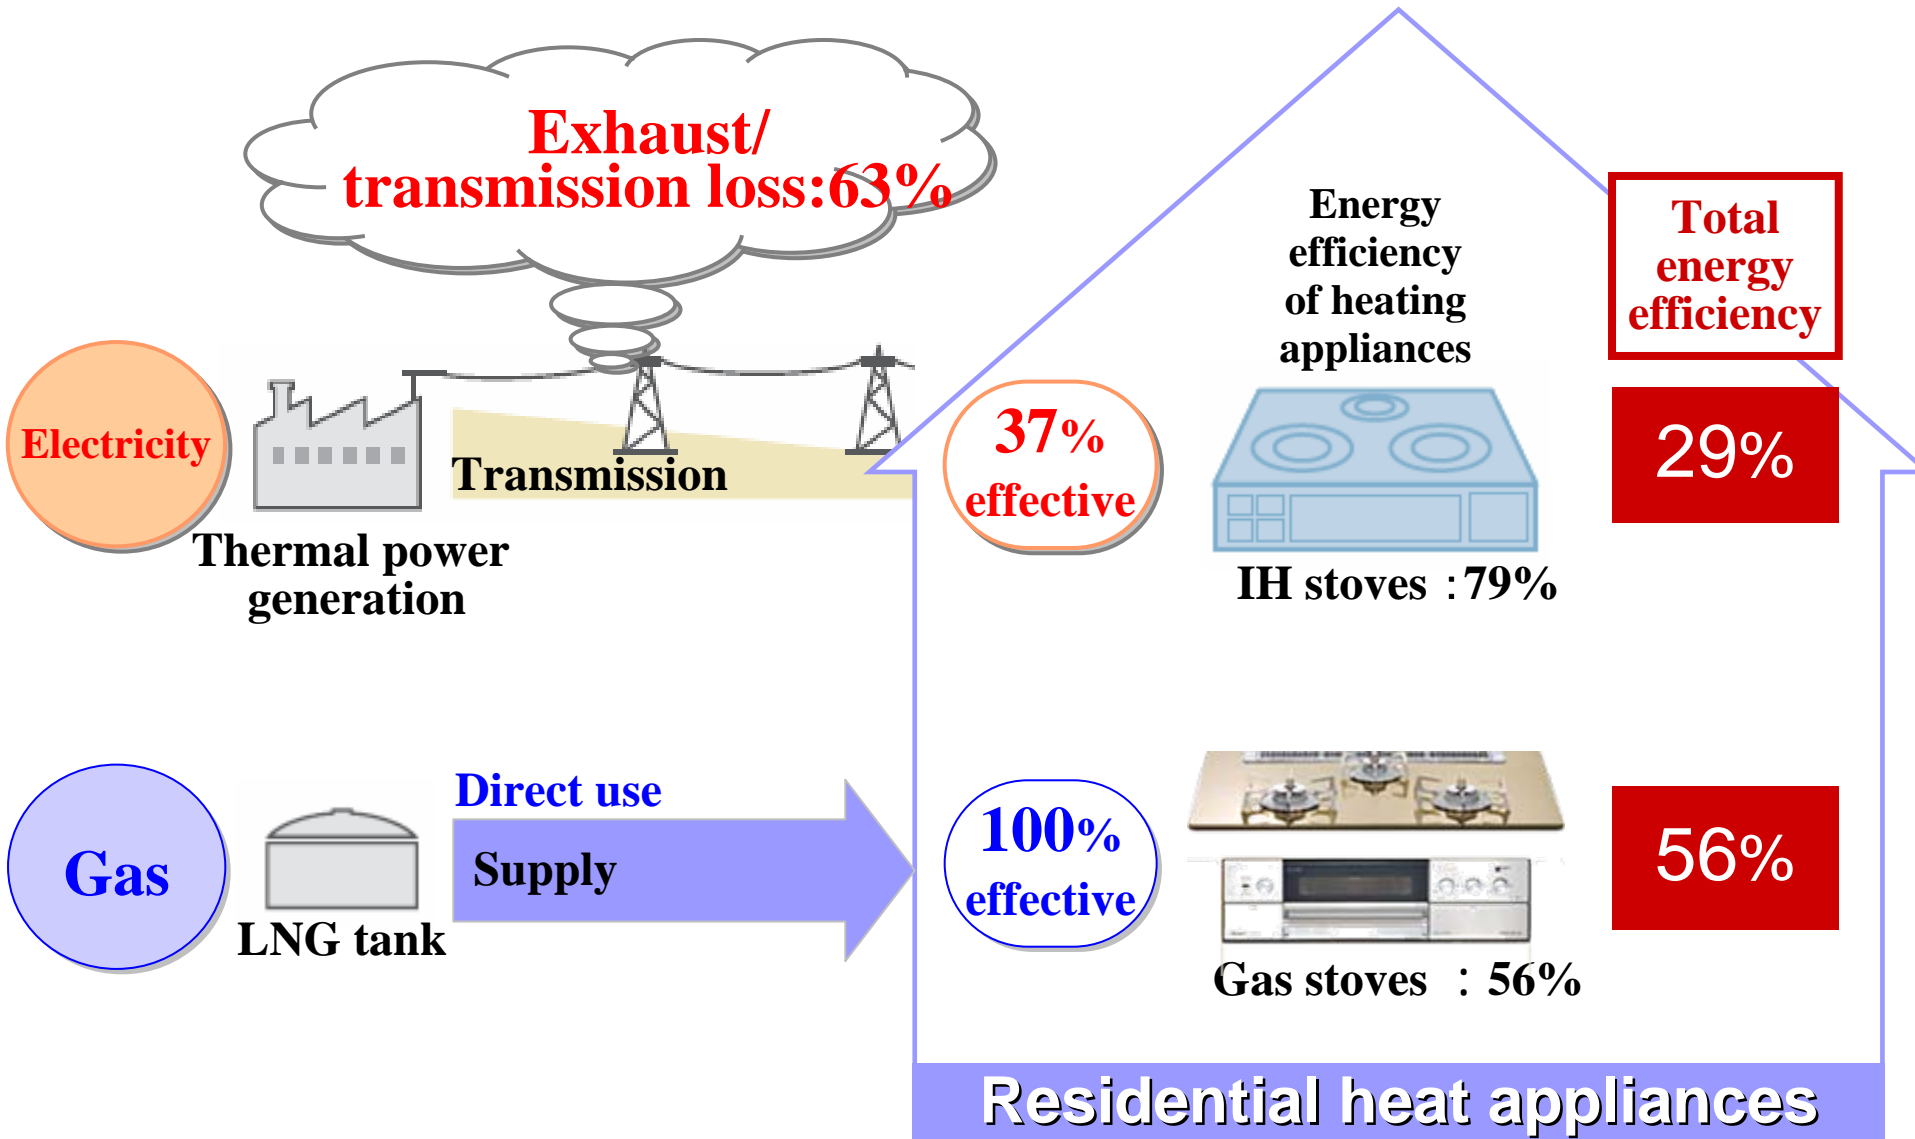 Exhaust/
transmission loss:63%
Energy
efficiency
of heating
appliances
Total
energy
efficiency
Electricity
Transmission
Thermal power
generation
37%
effective
IH stoves :79%
29%
Gas
LNG tank
Direct use
Supply
100%
effective
Gas stoves : 56%
56%
Residential heat appliances